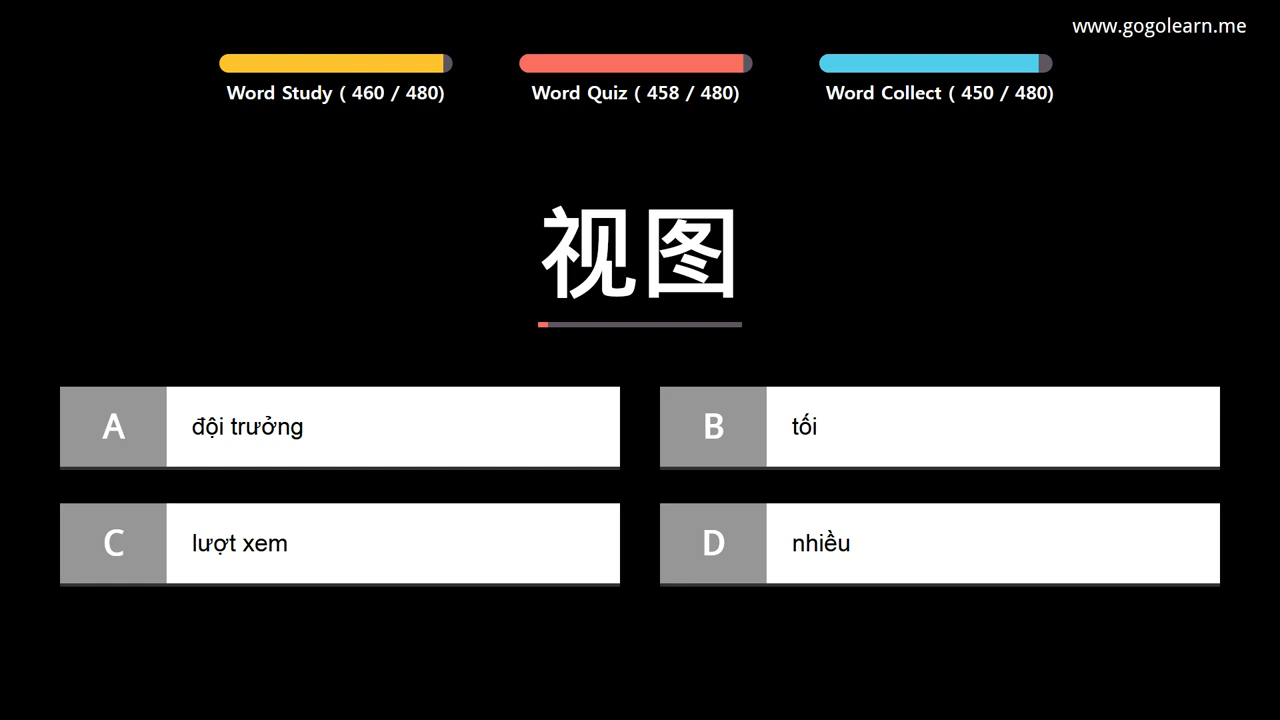 www.gogolearn.me
Word Study ( 460 / 480)
Word Quiz ( 458 / 480)
Word Collect ( 450 / 480)
视图
A
đội trưởng
B
tối
C
lượt xem
D
nhiều